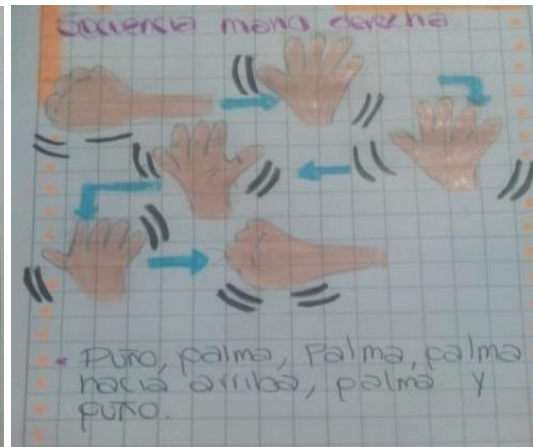 Secuencia mano derecha
* Puño, palma, Palma, palma
hacia arriba, palma y
puño.